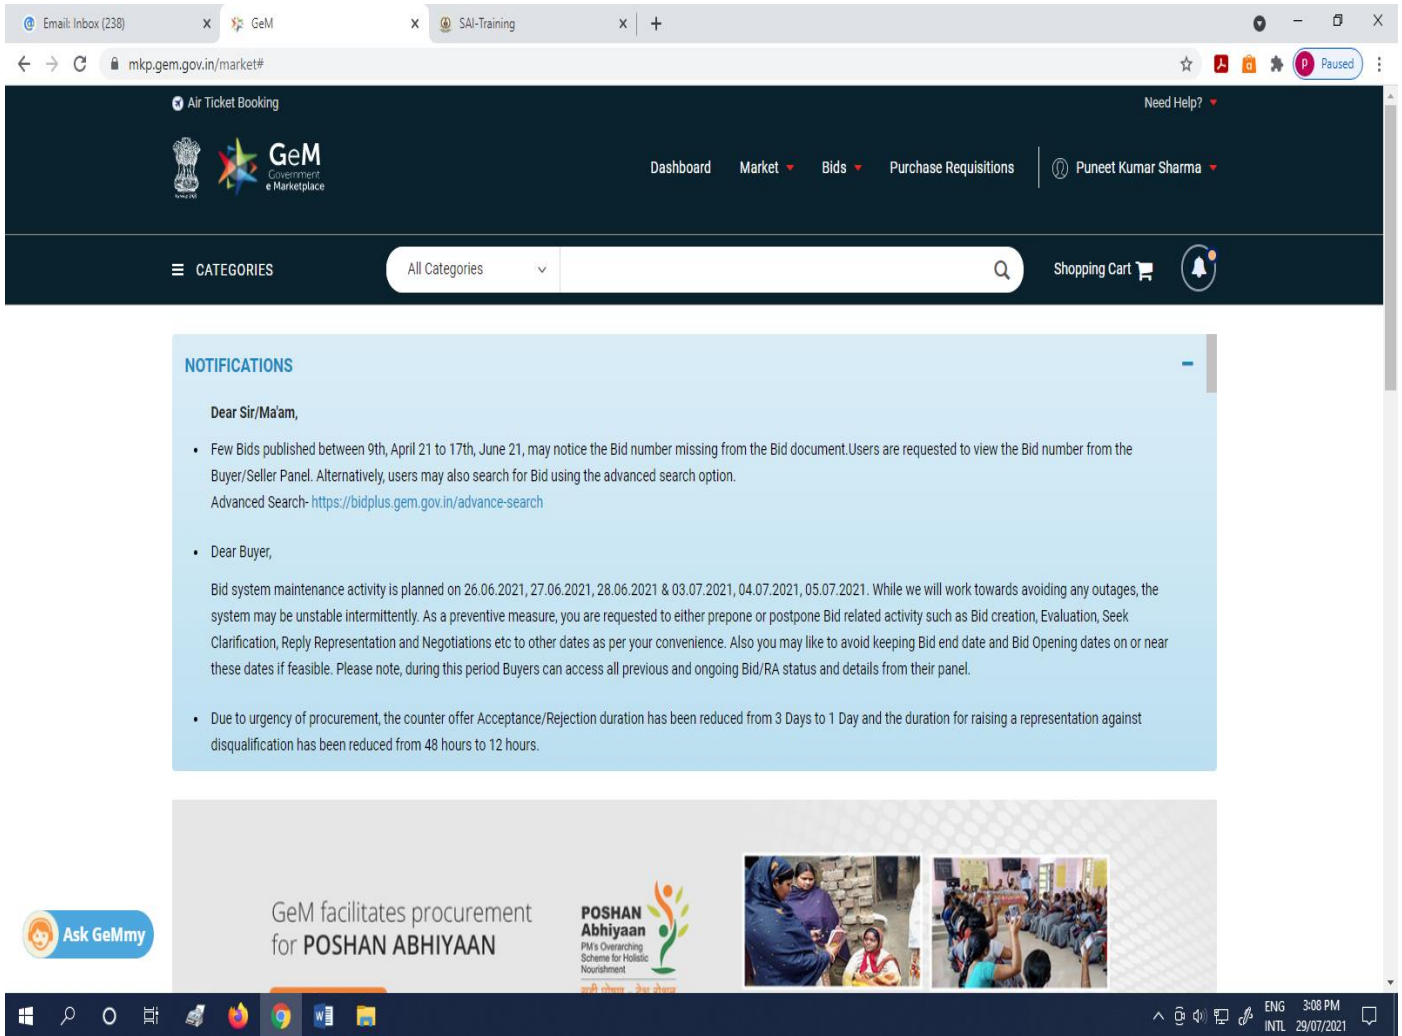 Email: Inbox (238)
GeM
SAI-Training
mkp.gem.gov.in/market#
Paused
Air Ticket Booking
Need Help?
GeM
Government
e Marketplace
Dashboard
Market
Bids
Purchase Requisitions
Puneet Kumar Sharma
CATEGORIES
All Categories
Shopping Cart
NOTIFICATIONS
Dear Sir/Ma'am,
• Few Bids published between 9th, April 21 to 17th, June 21, may notice the Bid number missing from the Bid document.Users are requested to view the Bid number from the
Buyer/Seller Panel. Alternatively, users may also search for Bid using the advanced search option.
Advanced Search- https://bidplus.gem.gov.in/advance-search
• Dear Buyer,
Bid system maintenance activity is planned on 26.06.2021, 27.06.2021, 28.06.2021 & 03.07.2021, 04.07.2021, 05.07.2021. While we will work towards avoiding any outages, the
system may be unstable intermittently. As a preventive measure, you are requested to either prepone or postpone Bid related activity such as Bid creation, Evaluation, Seek
Clarification, Reply Representation and Negotiations etc to other dates as per your convenience. Also you may like to avoid keeping Bid end date and Bid Opening dates on or near
these dates if feasible. Please note, during this period Buyers can access all previous and ongoing Bid/RA status and details from their panel.
• Due to urgency of procurement, the counter offer Acceptance/Rejection duration has been reduced from 3 Days to 1 Day and the duration for raising a representation against
disqualification has been reduced from 48 hours to 12 hours.
GeM facilitates procurement
for POSHAN ABHIYAAN
POSHAN
Abhiyaan
PM's Overarching
Scheme for Holistic
Nourishment
Ask GeMmy
ENG
INTL
3:08 PM
29/07/2021